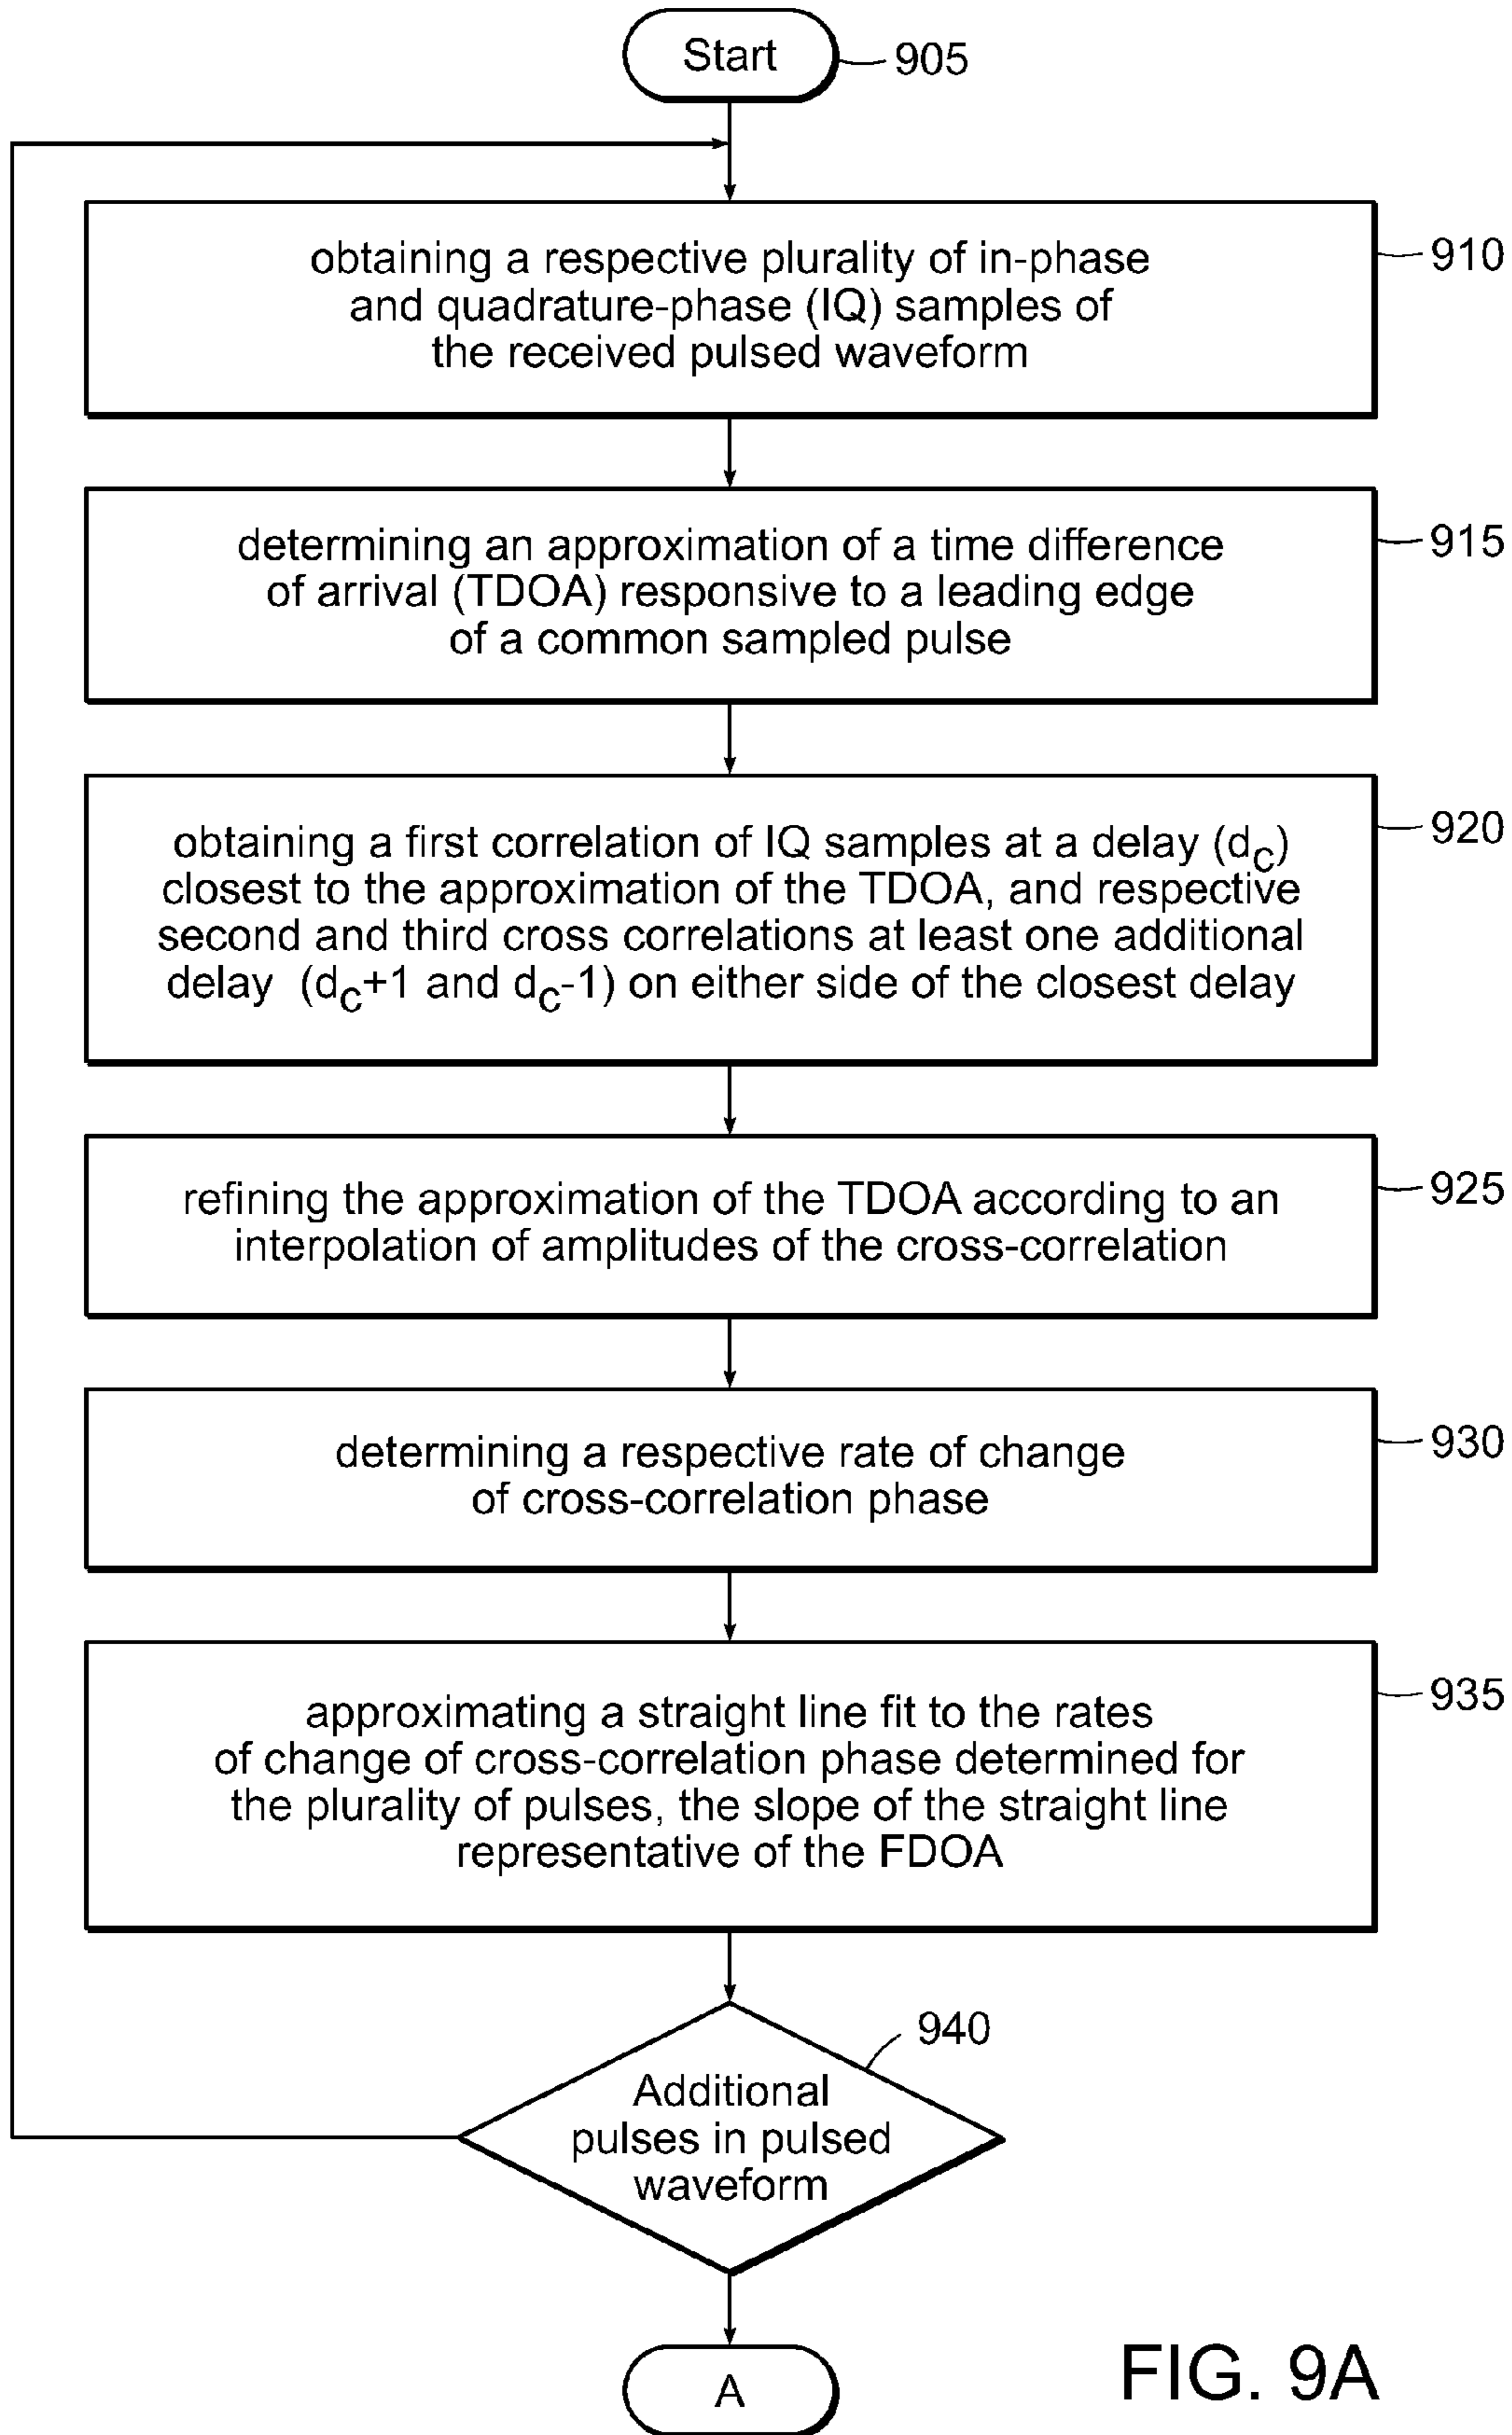 Start
905
obtaining a respective plurality of in-phase
and quadrature-phase (IQ) samples of
the received pulsed waveform
910
determining an approximation of a time difference
of arrival (TDOA) responsive to a leading edge
of a common sampled pulse
915
obtaining a first correlation of IQ samples at a delay (dC)
closest to the approximation of the TDOA, and respective
second and third cross correlations at least one additional
delay (dC+1 and dC-1) on either side of the closest delay
920
refining the approximation of the TDOA according to an
interpolation of amplitudes of the cross-correlation
925
determining a respective rate of change
of cross-correlation phase
930
approximating a straight line fit to the rates
of change of cross-correlation phase determined for
the plurality of pulses, the slope of the straight line
representative of the FDOA
935
940
Additional
pulses in pulsed
waveform
A
FIG. 9A